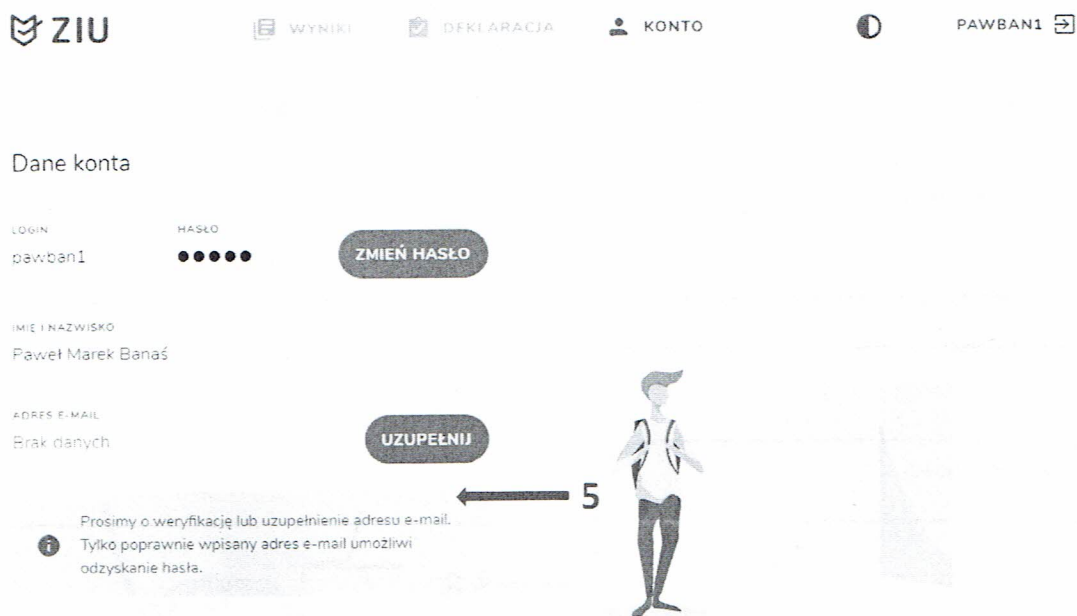 ZIU WYNIKI DEKLARACJA KONTO PAWBAN1
Dane konta
LOGIN HASŁO
pawban1 ●●●●● ZMIEŃ HASŁO
IMIĘ I NAZWISKO
Paweł Marek Banaś
ADRES E-MAIL
Brak danych UZUPEŁNIJ
5
Prosimy o weryfikację lub uzupełnienie adresu e-mail.
Tylko poprawnie wpisany adres e-mail umożliwi
odzyskanie hasła.